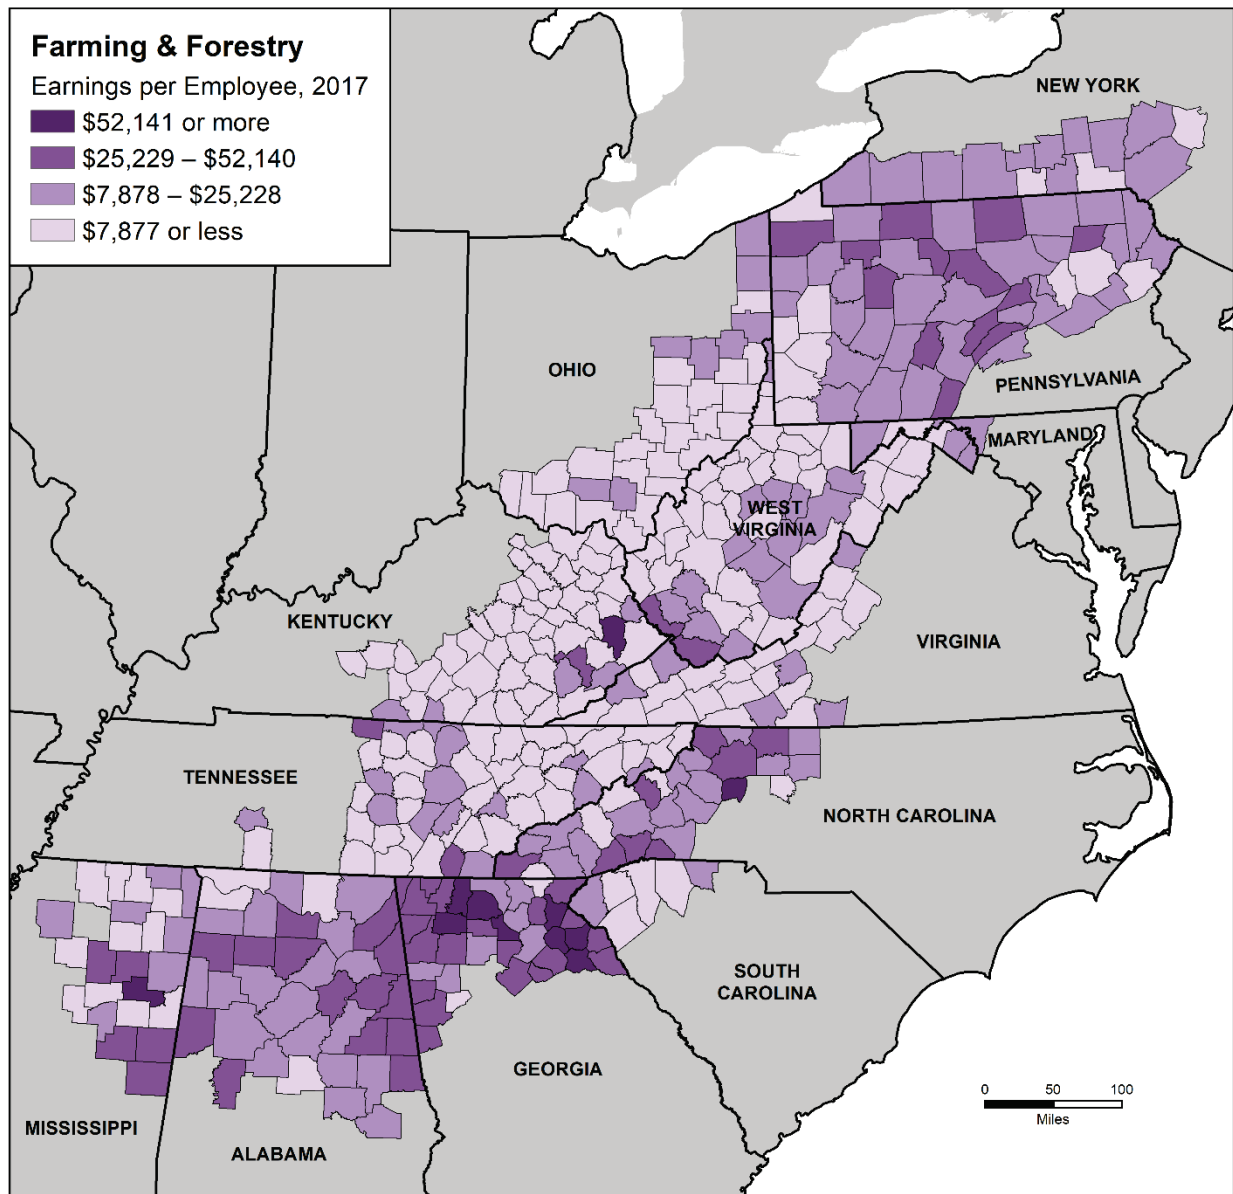 Farming & Forestry
Earnings per Employee, 2017
$52,141 or more
$25,229 – $52,140
$7,878 – $25,228
$7,877 or less
NEW YORK
OHIO
PENNSYLVANIA
MARYLAND
WEST
VIRGINIA
KENTUCKY
VIRGINIA
TENNESSEE
NORTH CAROLINA
SOUTH
CAROLINA
GEORGIA
MISSISSIPPI
ALABAMA
0 50 100
Miles